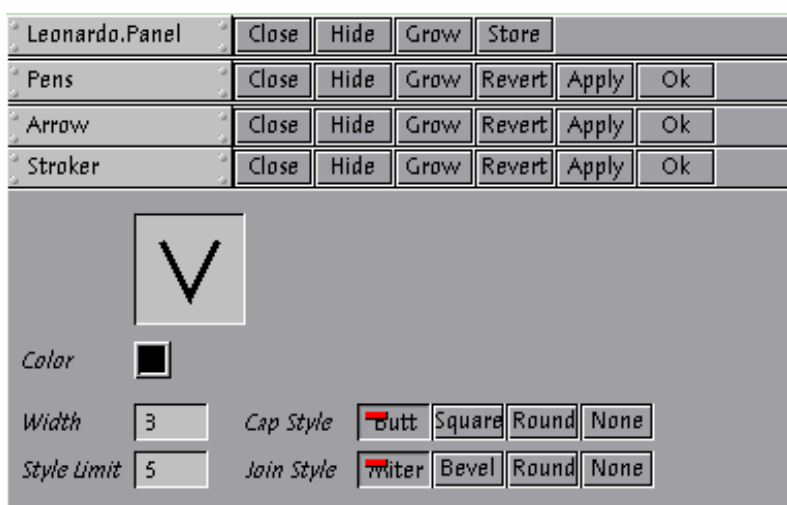 Leonardo.Panel Close Hide Grow Store
Pens Close Hide Grow Revert Apply Ok
Arrow Close Hide Grow Revert Apply Ok
Stroker Close Hide Grow Revert Apply Ok
Color
Width 3 Cap Style Butt Square Round None
Style Limit 5 Join Style Miter Bevel Round None